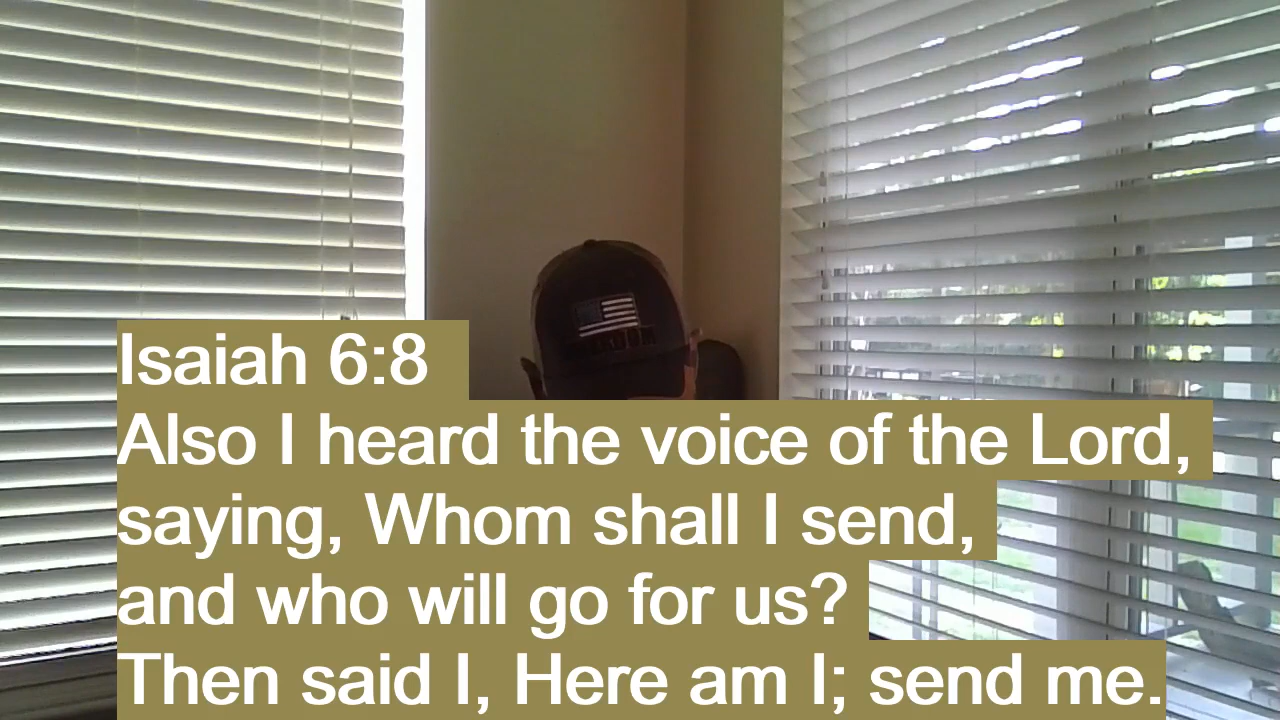 Isaiah 6:8
Also I heard the voice of the Lord,
saying, Whom shall I send,
and who will go for us?
Then said I, Here am I; send me.